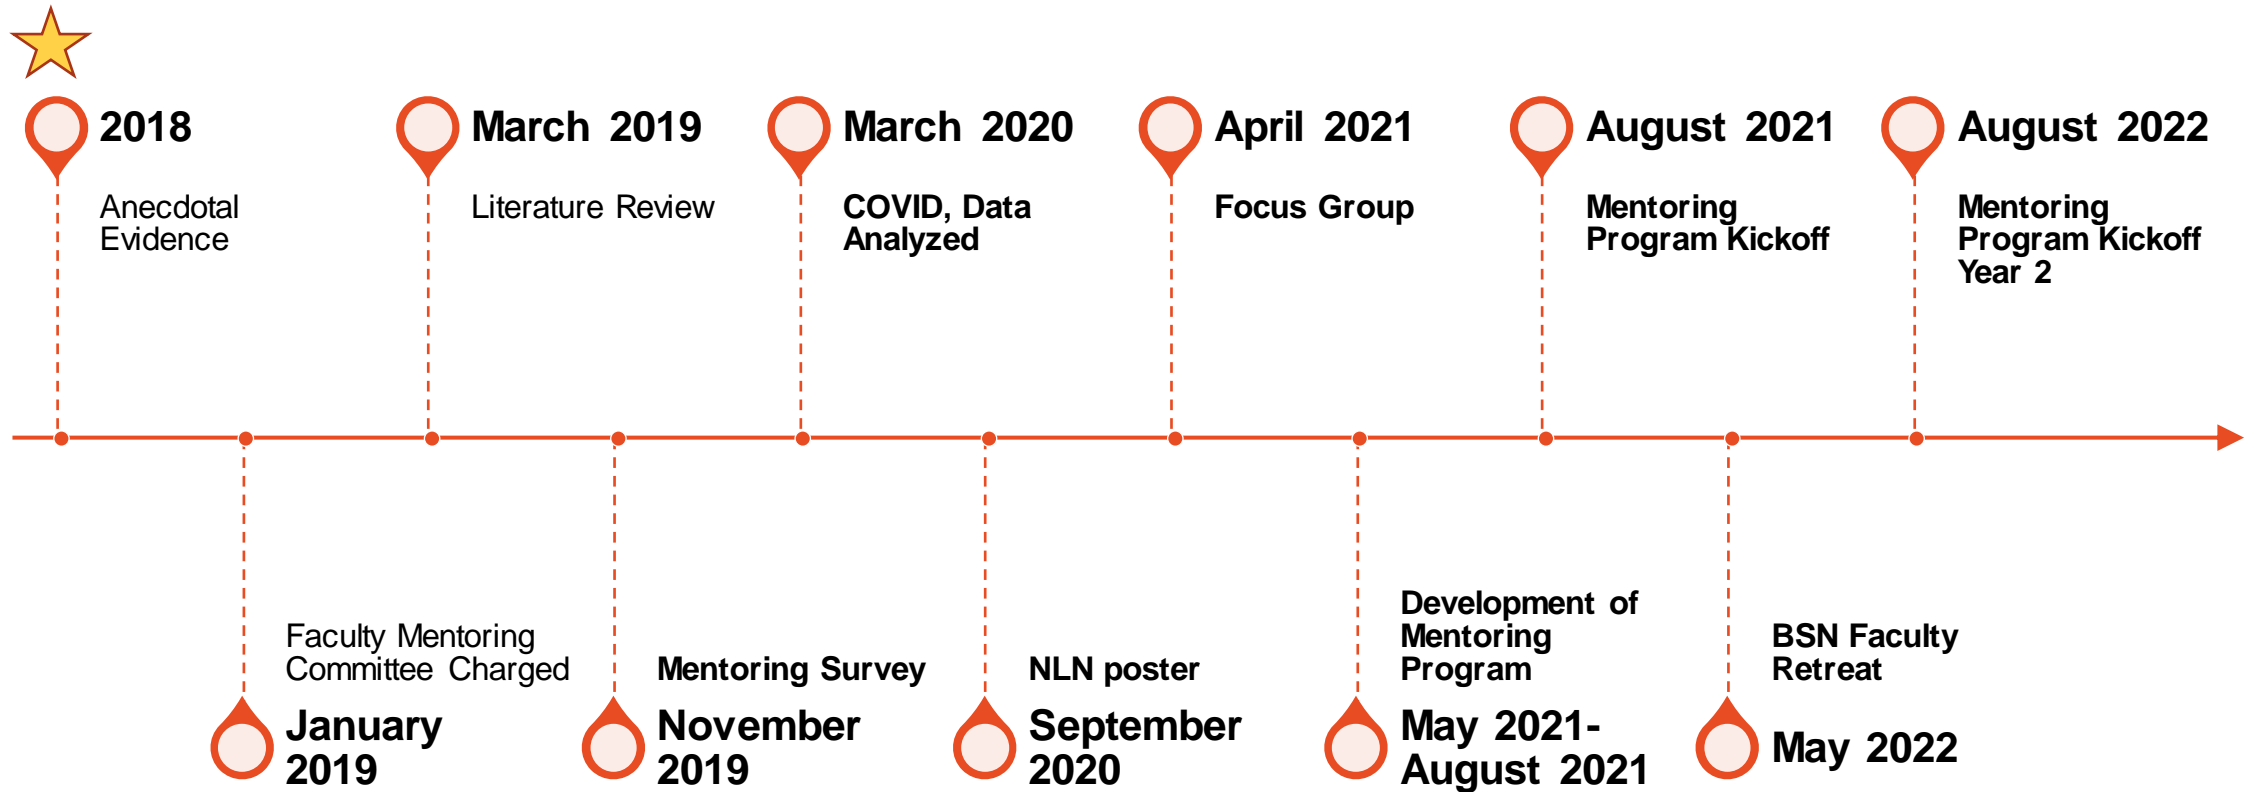 2018
Anecdotal
Evidence
March 2019
Literature Review
March 2020
COVID, Data
Analyzed
April 2021
Focus Group
August 2021
Mentoring
Program Kickoff
August 2022
Mentoring
Program Kickoff
Year 2
Faculty Mentoring
Committee Charged
January
2019
Mentoring Survey
November
2019
NLN poster
September
2020
Development of
Mentoring
Program
May 2021-
August 2021
BSN Faculty
Retreat
May 2022